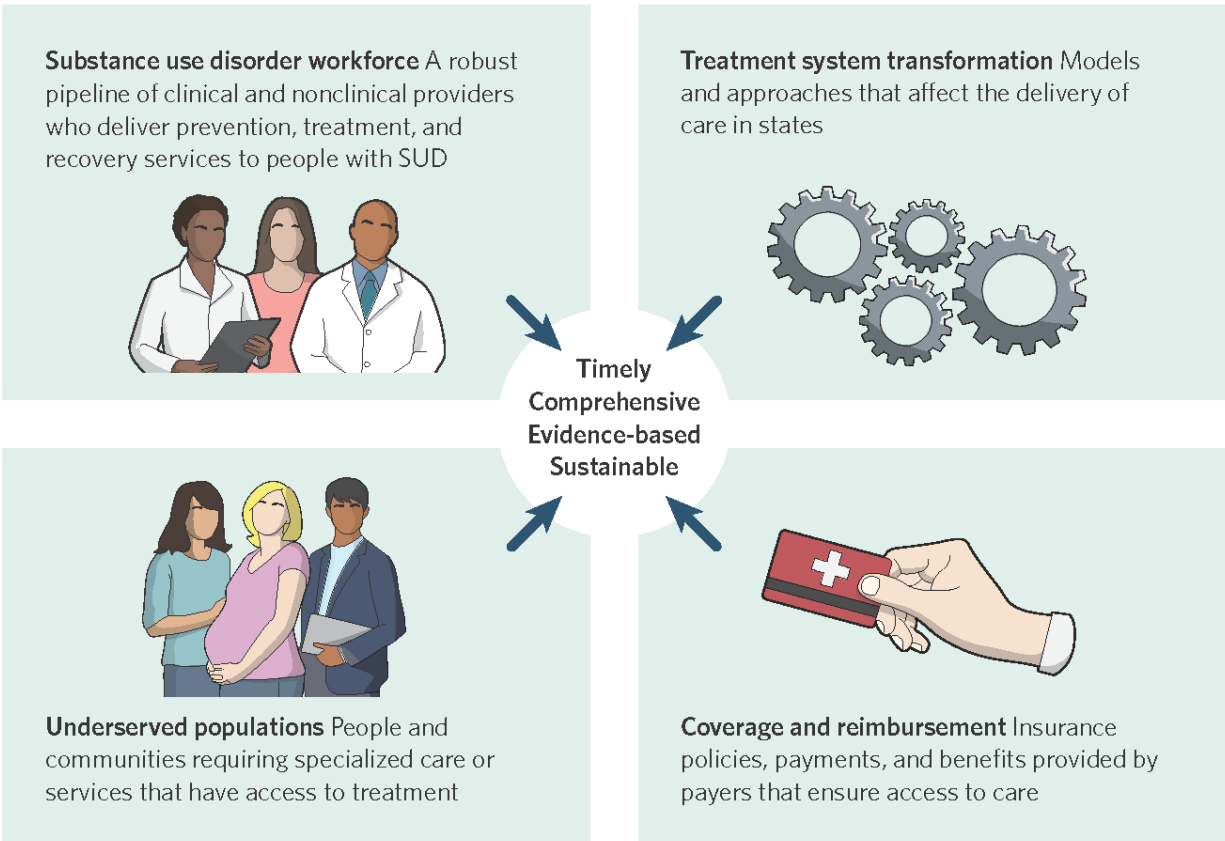 Substance use disorder workforce A robust
pipeline of clinical and nonclinical providers
who deliver prevention, treatment, and
recovery services to people with SUD
Treatment system transformation Models
and approaches that affect the delivery of
care in states
Timely
Comprehensive
Evidence-based
Sustainable
Underserved populations People and
communities requiring specialized care or
services that have access to treatment
Coverage and reimbursement Insurance
policies, payments, and benefits provided by
payers that ensure access to care